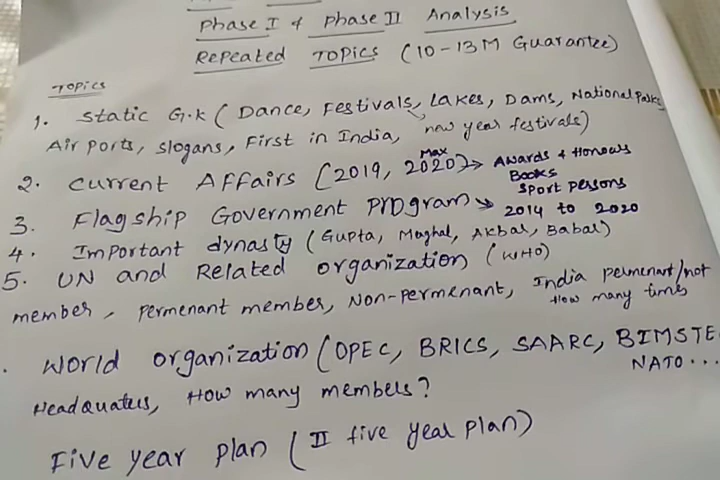 Phase I & Phase II Analysis
Repeated Topics (10-13M Guarantee)
Topics
1. Static G.K (Dance, Festivals, Lakes, Dams, National Parks
Air Ports, Slogans, First in India, new year festivals)
2. Current Affairs (2019, 2020) Max → Awards & Honours
Books
Sport persons
3. Flagship Government Program → 2014 to 2020
4. Important dynasty (Gupta, Moghal, Akbar, Babar)
5. UN and Related organization (WHO)
member, permenant member, Non-permenant, India permenant/not
How many times
. World organization (OPEC, BRICS, SAARC, BIMSTE
NATO...
Headquaters, How many members?
Five year plan (II five year plan)